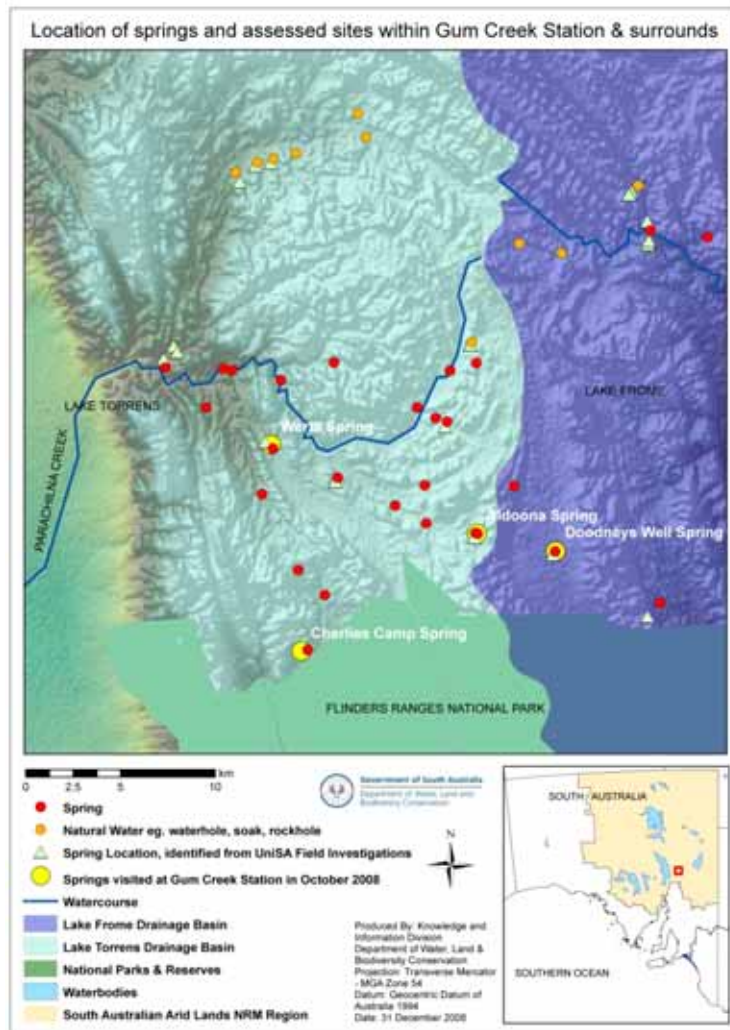 Location of springs and assessed sites within Gum Creek Station & surrounds
LAKE TORRENS
LAKE FROME
PARACHILNA CREEK
Werta Spring
Doodneys Well Spring
Charlies Camp Spring
FLINDERS RANGES NATIONAL PARK
km
0 2.5 5 10
Spring
Natural Water eg. waterhole, soak, rockhole
Spring Location, identified from UniSA Field Investigations
Springs visited at Gum Creek Station in October 2008
Watercourse
Lake Frome Drainage Basin
Lake Torrens Drainage Basin
National Parks & Reserves
Waterbodies
South Australian Arid Lands NRM Region
Government of South Australia
Department of Water, Land and
Biodiversity Conservation
N
Produced By: Knowledge and
Information Division
Department of Water, Land &
Biodiversity Conservation
Projection: Transverse Mercator
- MGA Zone 54
Datum: Geocentric Datum of
Australia 1994
Date: 31 December 2008
SOUTH AUSTRALIA
SOUTHERN OCEAN